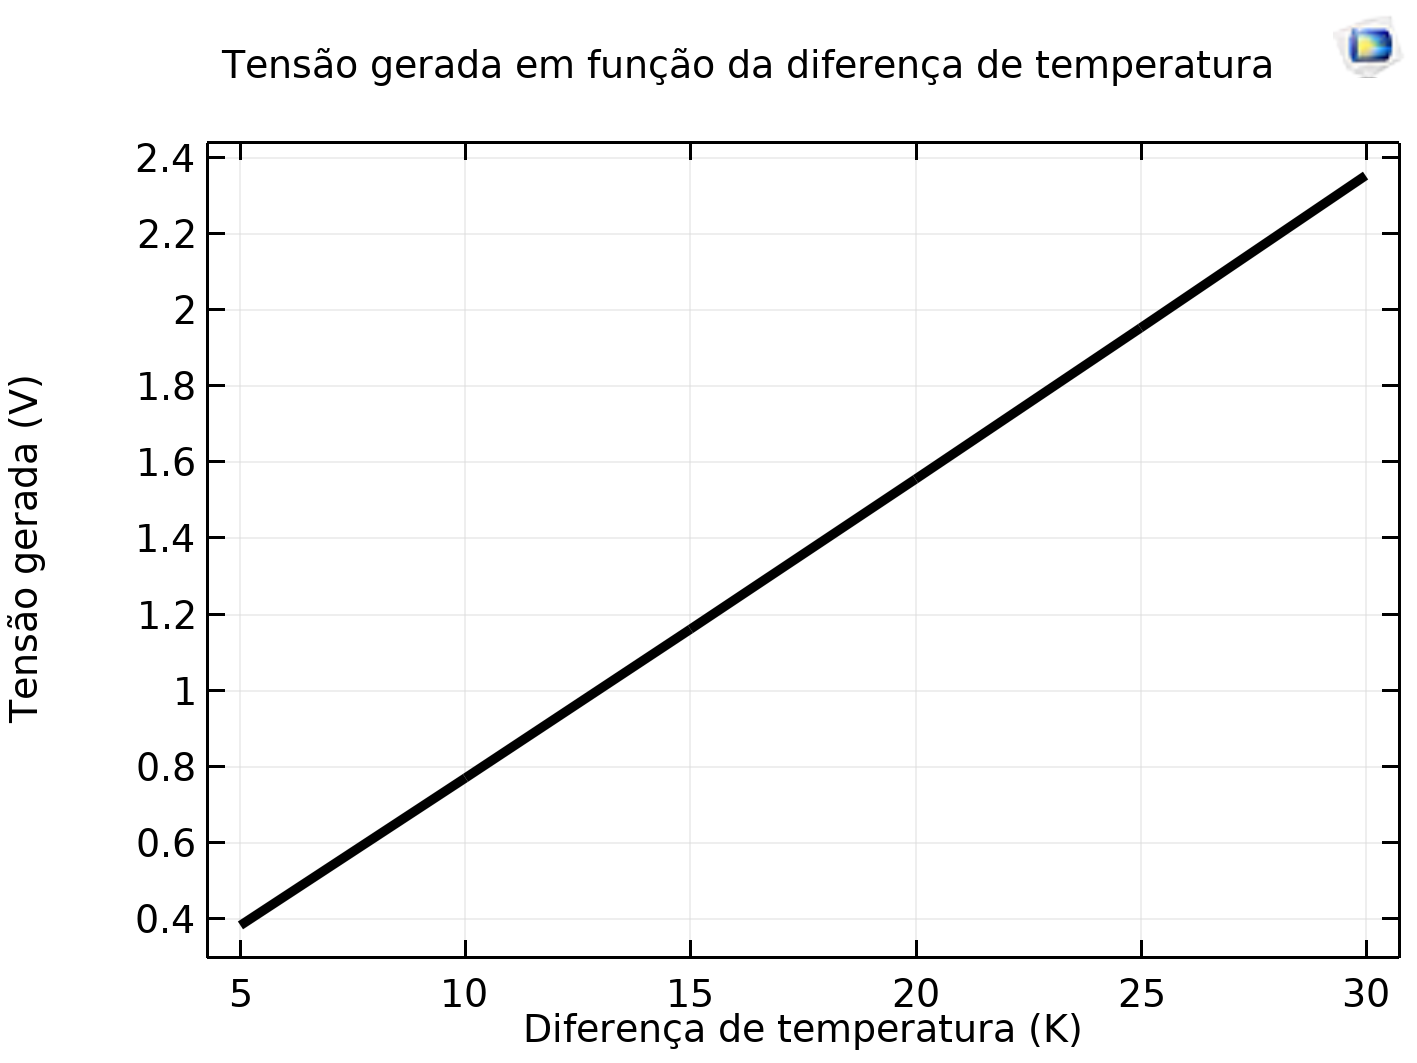 Tensão gerada em função da diferença de temperatura
Tensão gerada (V)
2.4
2.2
2
1.8
1.6
1.4
1.2
1
0.8
0.6
0.4
5 10 15 20 25 30
Diferença de temperatura (K)